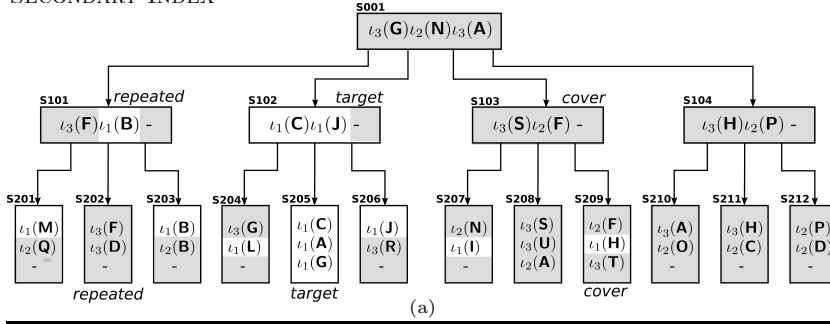 SECONDARY INDEX
S001
ι₃(G)ι₂(N)ι₃(A)
S101 repeated S102 target S103 cover S104
ι₃(F)ι₁(B) - ι₁(C)ι₁(J) - ι₃(S)ι₂(F) - ι₃(H)ι₂(P) -
S201 S202 S203 S204 S205 S206 S207 S208 S209 S210 S211 S212
ι₁(M) ι₃(F) ι₁(B) ι₃(G) ι₁(C) ι₁(J) ι₂(N) ι₃(S) ι₂(F) ι₃(A) ι₃(H) ι₂(P)
ι₂(Q) ι₃(D) ι₂(B) ι₁(L) ι₁(A) ι₃(R) ι₁(I) ι₃(U) ι₁(H) ι₂(O) ι₂(C) ι₂(D)
- - - - ι₁(G) - - ι₂(A) ι₃(T) - - -
repeated target cover
(a)